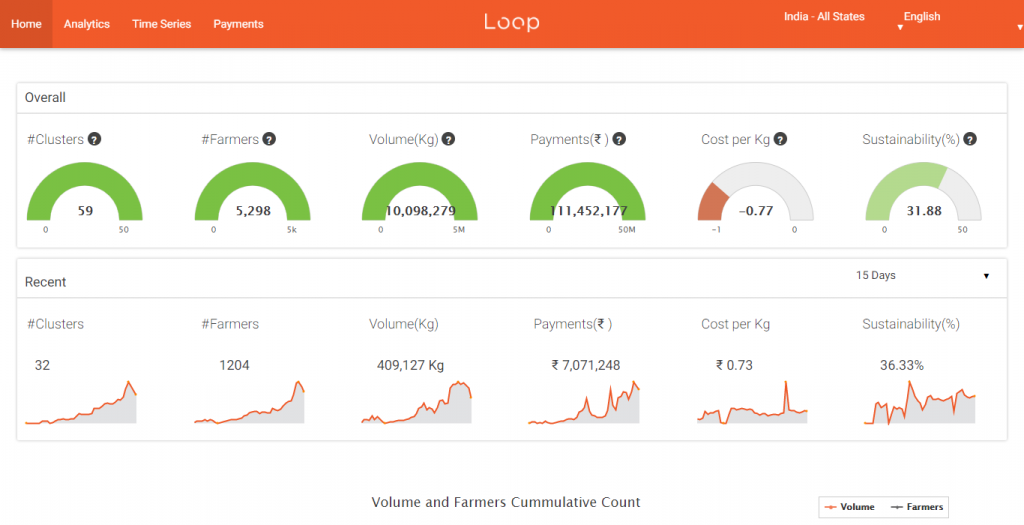 Home Analytics Time Series Payments Loop India - All States English
Overall
#Clusters ? #Farmers ? Volume(Kg) ? Payments(₹ ) ? Cost per Kg ? Sustainability(%) ?
59 5,298 10,098,279 111,452,177 -0.77 31.88
0 50 0 5k 0 5M 0 50M -1 0 0 50
Recent 15 Days
#Clusters #Farmers Volume(Kg) Payments(₹ ) Cost per Kg Sustainability(%)
32 1204 409,127 Kg ₹ 7,071,248 ₹ 0.73 36.33%
Volume and Farmers Cummulative Count
Volume Farmers